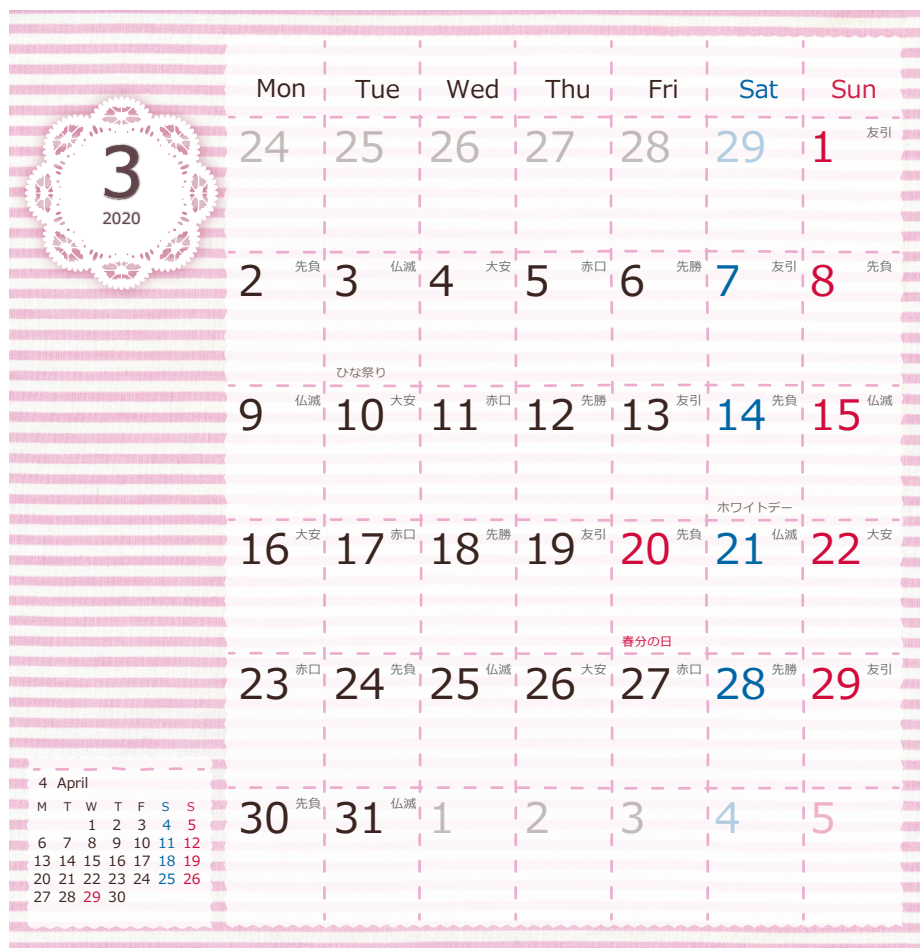 3
2020
Mon Tue Wed Thu Fri Sat Sun
24 25 26 27 28 29 1 友引
2 先負 3 仏滅 4 大安 5 赤口 6 先勝 7 友引 8 先負
ひな祭り
9 仏滅 10 大安 11 赤口 12 先勝 13 友引 14 先負 15 仏滅
ホワイトデー
16 大安 17 赤口 18 先勝 19 友引 20 先負 21 仏滅 22 大安
春分の日
23 赤口 24 先負 25 仏滅 26 大安 27 赤口 28 先勝 29 友引
30 先負 31 仏滅 1 2 3 4 5
4 April
M T W T F S S
1 2 3 4 5
6 7 8 9 10 11 12
13 14 15 16 17 18 19
20 21 22 23 24 25 26
27 28 29 30